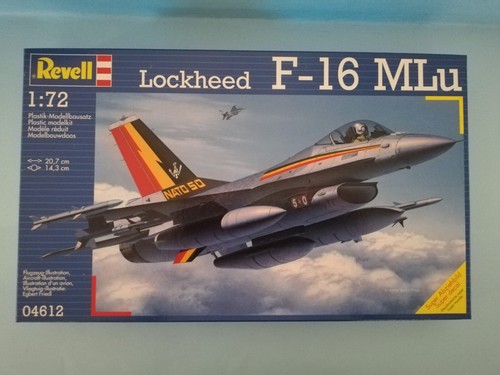 Revell
Lockheed F-16 MLu
1:72
Plastik-Modellbausatz
Plastic modelkit
Modèle réduit
Modelbouwdoos
20,7 cm
14,3 cm
NATO 50
Flugzeug-Illustration,
Aircraft-illustration,
Illustration d'un avion,
Vliegtuig-illustratie:
Egbert Friedl
04612